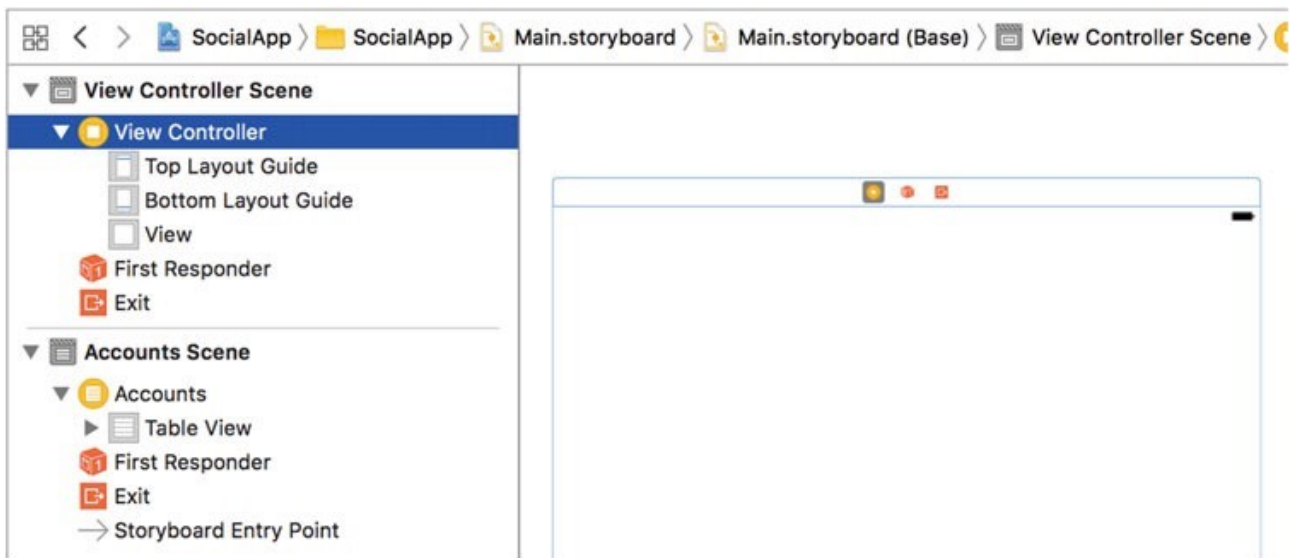 SocialApp SocialApp Main.storyboard Main.storyboard (Base) View Controller Scene
View Controller Scene
View Controller
Top Layout Guide
Bottom Layout Guide
View
First Responder
Exit
Accounts Scene
Accounts
Table View
First Responder
Exit
Storyboard Entry Point